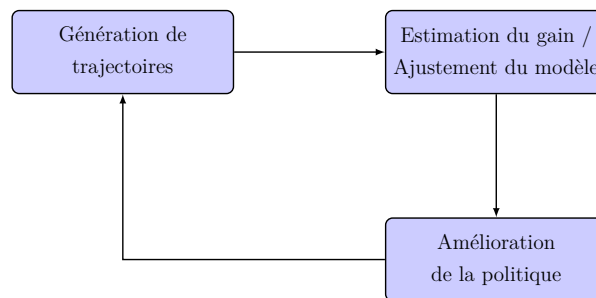 Génération de
trajectoires
Estimation du gain /
Ajustement du modèle
Amélioration
de la politique